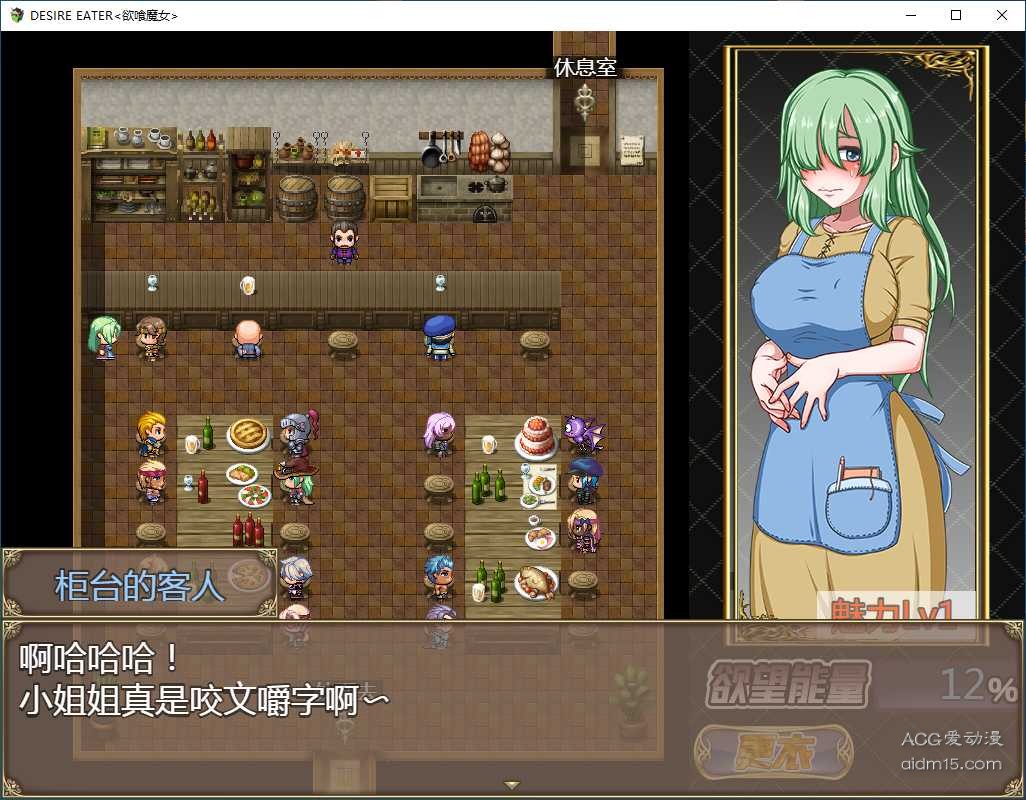 DESIRE EATER<欲喰魔女>
休息室
魅力Lv1
柜台的客人
啊哈哈哈！
小姐姐真是咬文嚼字啊～
欲望能量 12%
更衣
ACG爱动漫
aidm15.com